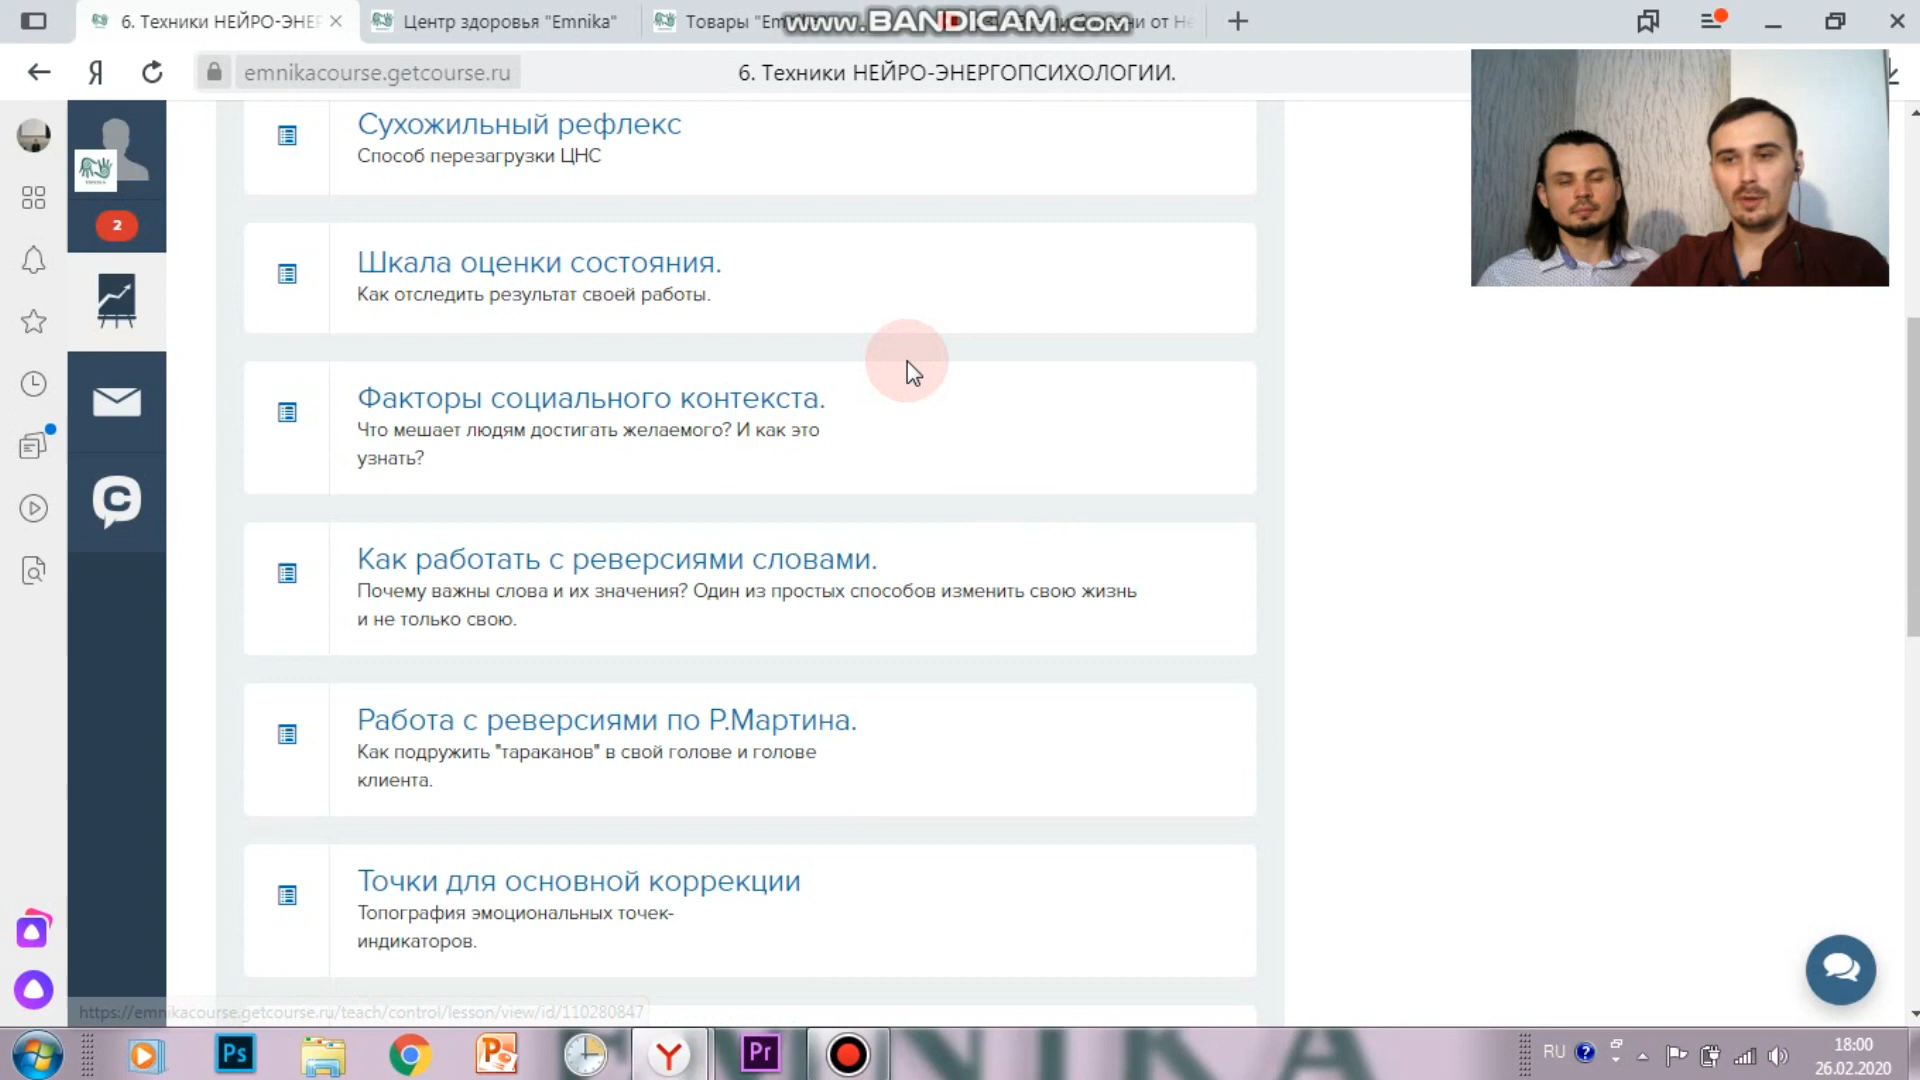 6. Техники НЕЙРО-ЭНЕР
Центр здоровья "Emnika"
Товары "Em
www.BANDICAM.com
и от Не
emnikacourse.getcourse.ru
6. Техники НЕЙРО-ЭНЕРГОПСИХОЛОГИИ.
Сухожильный рефлекс
Способ перезагрузки ЦНС
2
Шкала оценки состояния.
Как отследить результат своей работы.
Факторы социального контекста.
Что мешает людям достигать желаемого? И как это
узнать?
Как работать с реверсиями словами.
Почему важны слова и их значения? Один из простых способов изменить свою жизнь
и не только свою.
Работа с реверсиями по Р.Мартина.
Как подружить "тараканов" в свой голове и голове
клиента.
Точки для основной коррекции
Топография эмоциональных точек-
индикаторов.
https://emnikacourse.getcourse.ru/teach/control/lesson/view/id/110280847
Ps
Pr
RU
18:00
26.02.2020